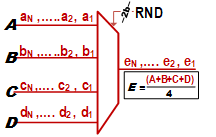 RND
A aN ,.....a2, a1
B bN ......b2, b1
eN ,.... e2, e1
C cN ,.... c2 , c1
E = (A+B+C+D)
4
D dN ,.... d2, d1